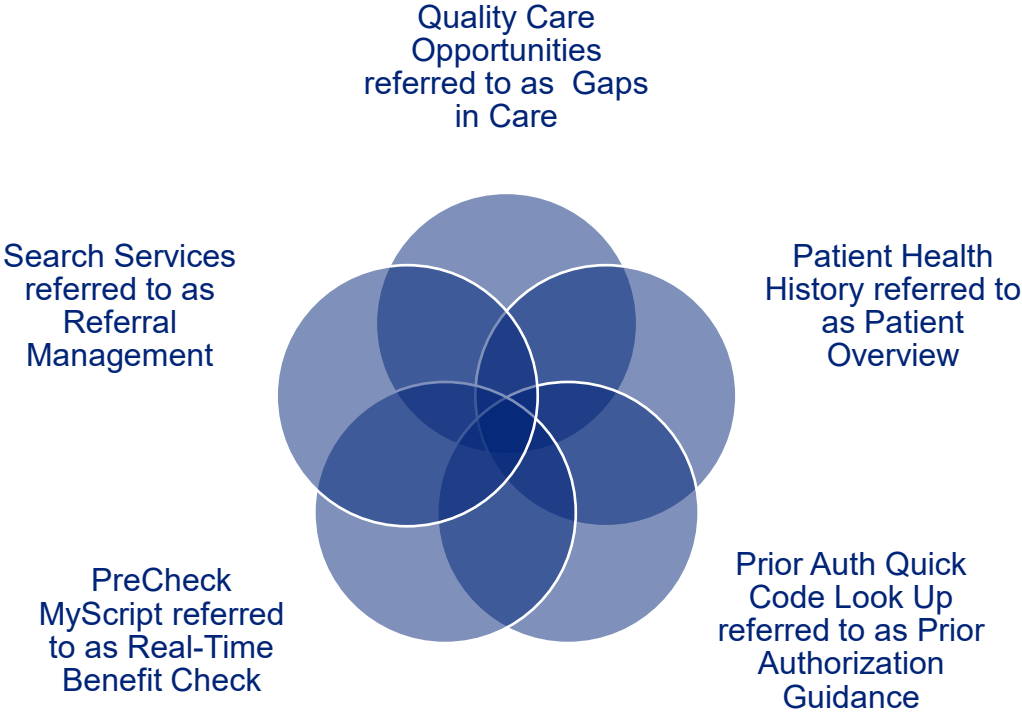 Quality Care
Opportunities
referred to as  Gaps
in Care
Search Services
referred to as
Referral
Management
Patient Health
History referred to
as Patient
Overview
PreCheck
MyScript referred
to as Real-Time
Benefit Check
Prior Auth Quick
Code Look Up
referred to as Prior
Authorization
Guidance